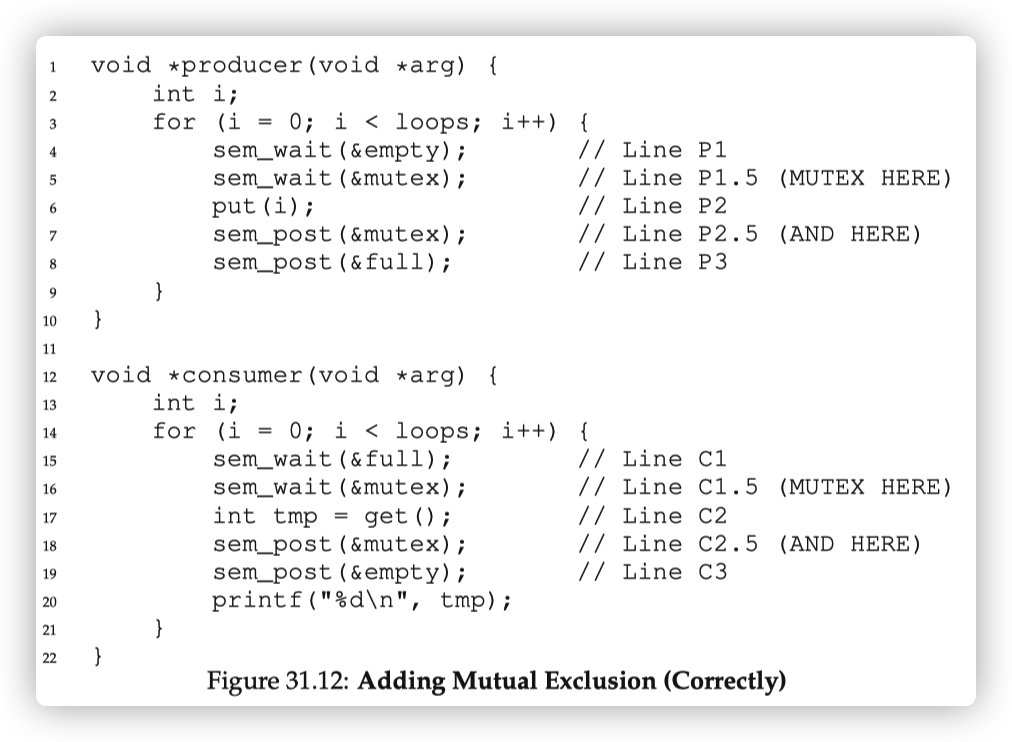 1 void *producer(void *arg) {
2 int i;
3 for (i = 0; i < loops; i++) {
4 sem_wait(&empty); // Line P1
5 sem_wait(&mutex); // Line P1.5 (MUTEX HERE)
6 put(i); // Line P2
7 sem_post(&mutex); // Line P2.5 (AND HERE)
8 sem_post(&full); // Line P3
9 }
10 }
11
12 void *consumer(void *arg) {
13 int i;
14 for (i = 0; i < loops; i++) {
15 sem_wait(&full); // Line C1
16 sem_wait(&mutex); // Line C1.5 (MUTEX HERE)
17 int tmp = get(); // Line C2
18 sem_post(&mutex); // Line C2.5 (AND HERE)
19 sem_post(&empty); // Line C3
20 printf("%d\n", tmp);
21 }
22 }
Figure 31.12: Adding Mutual Exclusion (Correctly)